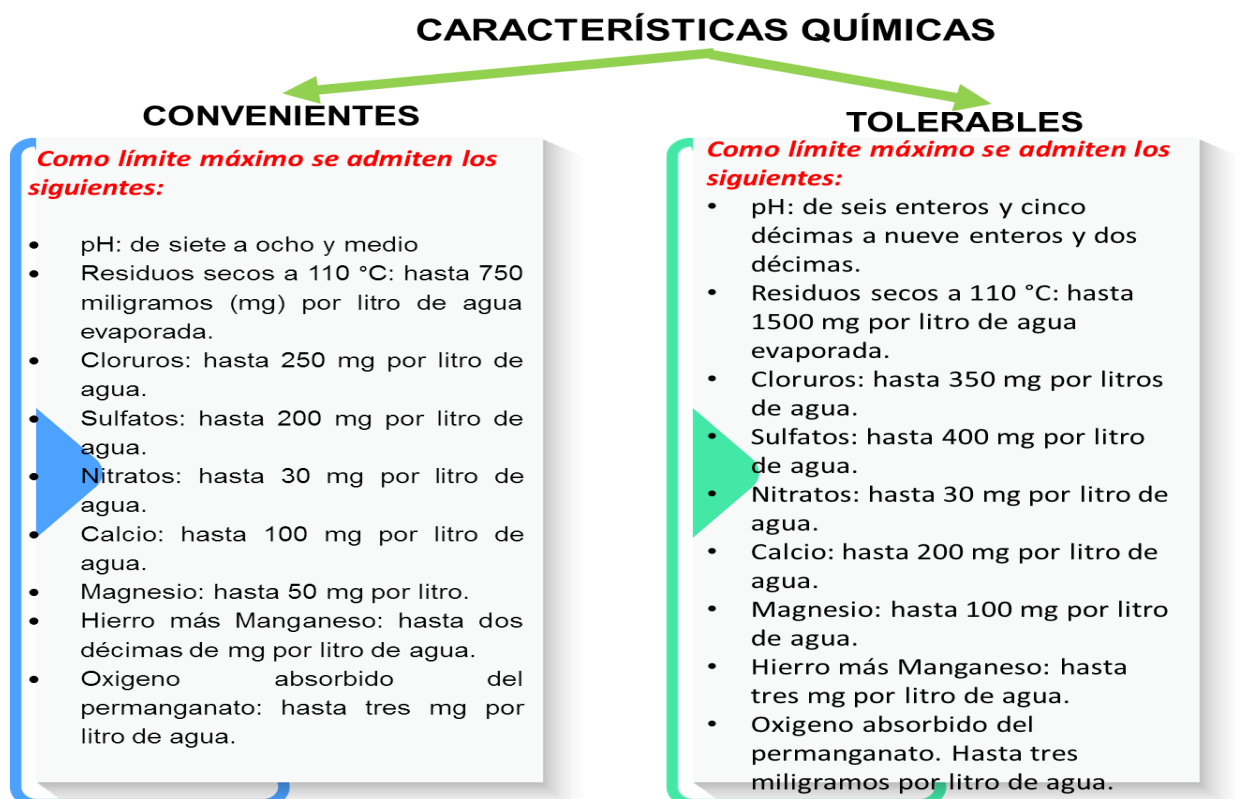 CARACTERÍSTICAS QUÍMICAS
CONVENIENTES
Como límite máximo se admiten los
siguientes:
• pH: de siete a ocho y medio
• Residuos secos a 110 °C: hasta 750
miligramos (mg) por litro de agua
evaporada.
• Cloruros: hasta 250 mg por litro de
agua.
• Sulfatos: hasta 200 mg por litro de
agua.
• Nitratos: hasta 30 mg por litro de
agua.
• Calcio: hasta 100 mg por litro de
agua.
• Magnesio: hasta 50 mg por litro.
• Hierro más Manganeso: hasta dos
décimas de mg por litro de agua.
• Oxigeno absorbido del
permanganato: hasta tres mg por
litro de agua.
TOLERABLES
Como límite máximo se admiten los
siguientes:
• pH: de seis enteros y cinco
décimas a nueve enteros y dos
décimas.
• Residuos secos a 110 °C: hasta
1500 mg por litro de agua
evaporada.
• Cloruros: hasta 350 mg por litros
de agua.
• Sulfatos: hasta 400 mg por litro
de agua.
• Nitratos: hasta 30 mg por litro de
agua.
• Calcio: hasta 200 mg por litro de
agua.
• Magnesio: hasta 100 mg por litro
de agua.
• Hierro más Manganeso: hasta
tres mg por litro de agua.
• Oxigeno absorbido del
permanganato. Hasta tres
miligramos por litro de agua.